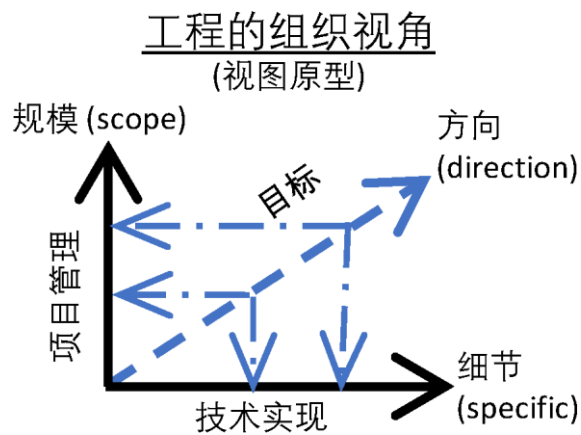 工程的组织视角
(视图原型)
规模 (scope)
方向
(direction)
目标
项目管理
细节
(specific)
技术实现